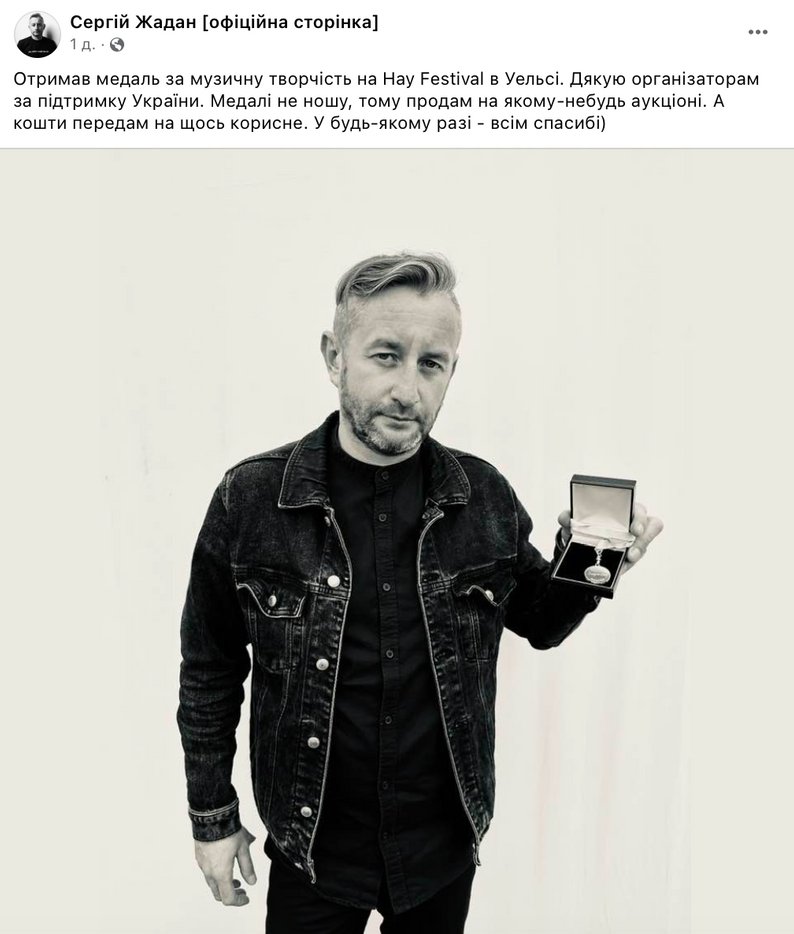 Сергій Жадан [офіційна сторінка]
1 д. ·
Отримав медаль за музичну творчість на Hay Festival в Уельсі. Дякую організаторам
за підтримку України. Медалі не ношу, тому продам на якому-небудь аукціоні. А
кошти передам на щось корисне. У будь-якому разі - всім спасибі)